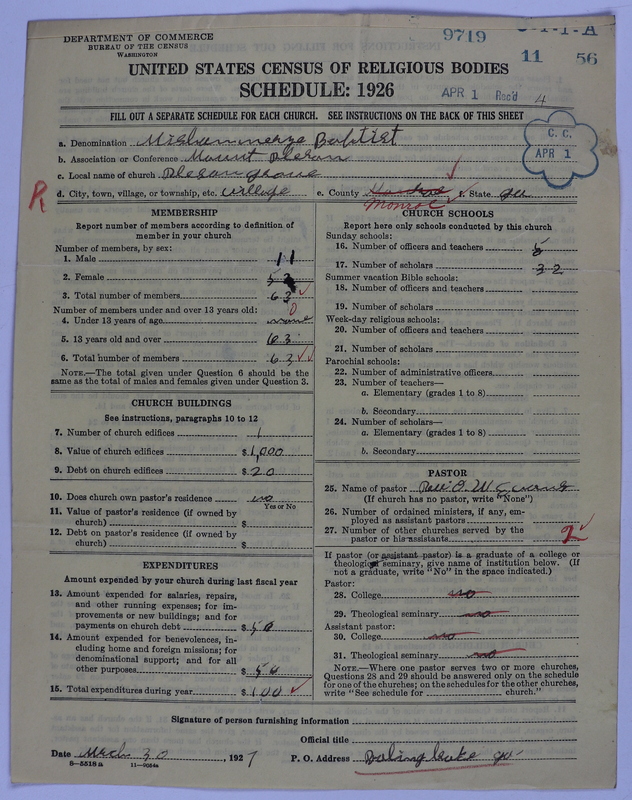 DEPARTMENT OF COMMERCE
BUREAU OF THE CENSUS
WASHINGTON
9719
11 56
UNITED STATES CENSUS OF RELIGIOUS BODIES
SCHEDULE: 1926
APR 1 Rec'd 4
FILL OUT A SEPARATE SCHEDULE FOR EACH CHURCH. SEE INSTRUCTIONS ON THE BACK OF THIS SHEET
C. C.
APR 1
a. Denomination Baptist
b. Association or Conference Mount
c. Local name of church
d. City, town, village, or township, etc. village e. County Monroe f. State
R
MEMBERSHIP
Report number of members according to definition of
member in your church
Number of members, by sex:
1. Male 11
2. Female 52
3. Total number of members 63
Number of members under and over 13 years old: 0
4. Under 13 years of age none
5. 13 years old and over 63
6. Total number of members 63
NOTE.—The total given under Question 6 should be
the same as the total of males and females given under Question 3.
CHURCH BUILDINGS
See instructions, paragraphs 10 to 12
7. Number of church edifices 1
8. Value of church edifices $1,000
9. Debt on church edifices $20
10. Does church own pastor's residence no
Yes or No
11. Value of pastor's residence (if owned by
church) $
12. Debt on pastor's residence (if owned by
church) $
EXPENDITURES
Amount expended by your church during last fiscal year
13. Amount expended for salaries, repairs,
and other running expenses; for im-
provements or new buildings; and for
payments on church debt $50
14. Amount expended for benevolences, in-
cluding home and foreign missions; for
denominational support; and for all
other purposes $50
15. Total expenditures during year $100
CHURCH SCHOOLS
Report here only schools conducted by this church
Sunday schools:
16. Number of officers and teachers 5
17. Number of scholars 32
Summer vacation Bible schools:
18. Number of officers and teachers
19. Number of scholars
Week-day religious schools:
20. Number of officers and teachers
21. Number of scholars
Parochial schools:
22. Number of administrative officers
23. Number of teachers—
a. Elementary (grades 1 to 8)
b. Secondary
24. Number of scholars—
a. Elementary (grades 1 to 8)
b. Secondary
PASTOR
25. Name of pastor Rev. O. W.
(If church has no pastor, write "None")
26. Number of ordained ministers, if any, em-
ployed as assistant pastors
27. Number of other churches served by the
pastor or his assistants 2
If pastor (or assistant pastor) is a graduate of a college or
theological seminary, give name of institution below. (If
not a graduate, write "No" in the space indicated.)
Pastor:
28. College no
29. Theological seminary no
Assistant pastor:
30. College no
31. Theological seminary no
NOTE.—Where one pastor serves two or more churches,
Questions 28 and 29 should be answered only on the schedule
for one of the churches; on the schedules for the other churches,
write "See schedule for church."
Signature of person furnishing information
Official title
Date Mch 30 1927 P. O. Address
8—5518 a 11—9084a